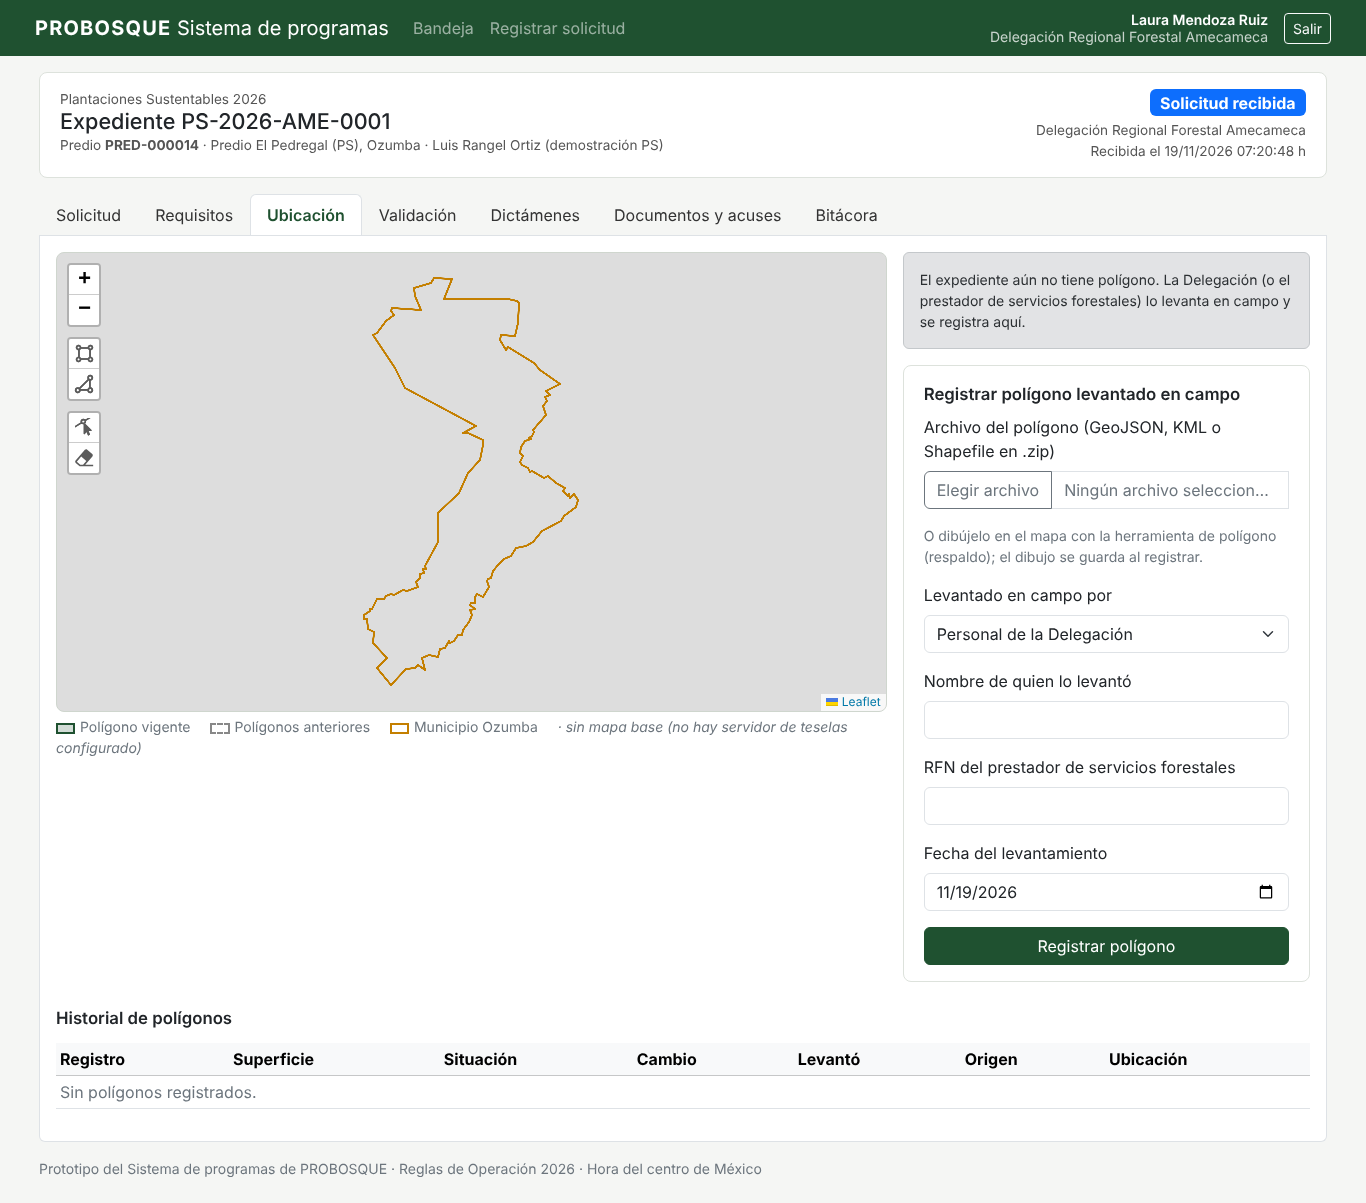 PROBOSQUE Sistema de programas
Bandeja
Registrar solicitud
Laura Mendoza Ruiz
Delegación Regional Forestal Amecameca
Salir
Plantaciones Sustentables 2026
Expediente PS-2026-AME-0001
Predio PRED-000014 · Predio El Pedregal (PS), Ozumba · Luis Rangel Ortiz (demostración PS)
Solicitud recibida
Delegación Regional Forestal Amecameca
Recibida el 19/11/2026 07:20:48 h
Solicitud
Requisitos
Ubicación
Validación
Dictámenes
Documentos y acuses
Bitácora
+
−
Leaflet
Polígono vigente
Polígonos anteriores
Municipio Ozumba
· sin mapa base (no hay servidor de teselas
configurado)
El expediente aún no tiene polígono. La Delegación (o el
prestador de servicios forestales) lo levanta en campo y
se registra aquí.
Registrar polígono levantado en campo
Archivo del polígono (GeoJSON, KML o
Shapefile en .zip)
Elegir archivo
Ningún archivo seleccion...
O dibújelo en el mapa con la herramienta de polígono
(respaldo); el dibujo se guarda al registrar.
Levantado en campo por
Personal de la Delegación
Nombre de quien lo levantó
RFN del prestador de servicios forestales
Fecha del levantamiento
11/19/2026
Registrar polígono
Historial de polígonos
Registro
Superficie
Situación
Cambio
Levantó
Origen
Ubicación
Sin polígonos registrados.
Prototipo del Sistema de programas de PROBOSQUE · Reglas de Operación 2026 · Hora del centro de México